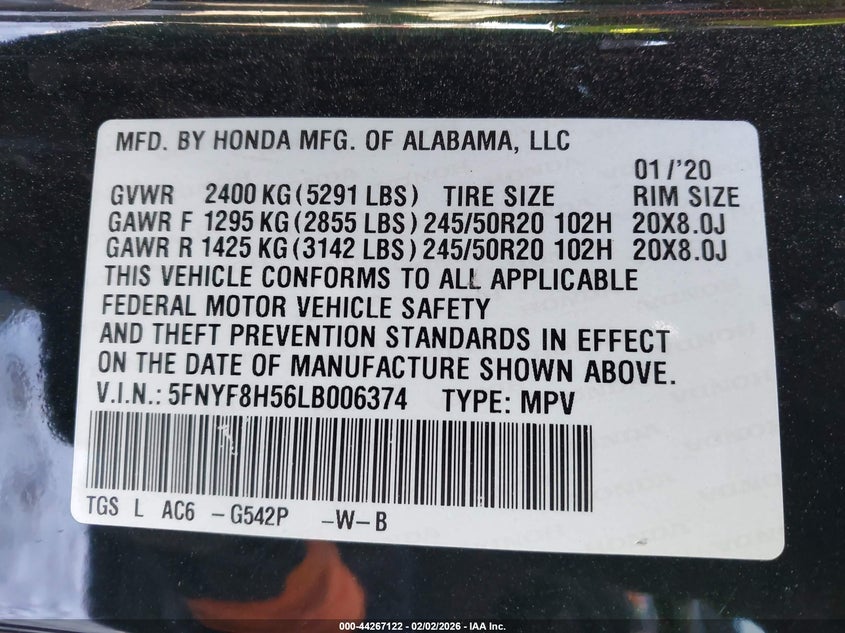 MFD. BY HONDA MFG. OF ALABAMA, LLC
01/'20
GVWR 2400 KG (5291 LBS) TIRE SIZE RIM SIZE
GAWR F 1295 KG (2855 LBS) 245/50R20 102H 20X8.0J
GAWR R 1425 KG (3142 LBS) 245/50R20 102H 20X8.0J
THIS VEHICLE CONFORMS TO ALL APPLICABLE
FEDERAL MOTOR VEHICLE SAFETY
AND THEFT PREVENTION STANDARDS IN EFFECT
ON THE DATE OF MANUFACTURE SHOWN ABOVE.
V.I.N.: 5FNYF8H56LB006374 TYPE: MPV
TGS L AC6 -G542P -W-B
000-44267122 - 02/02/2026 - IAA Inc.